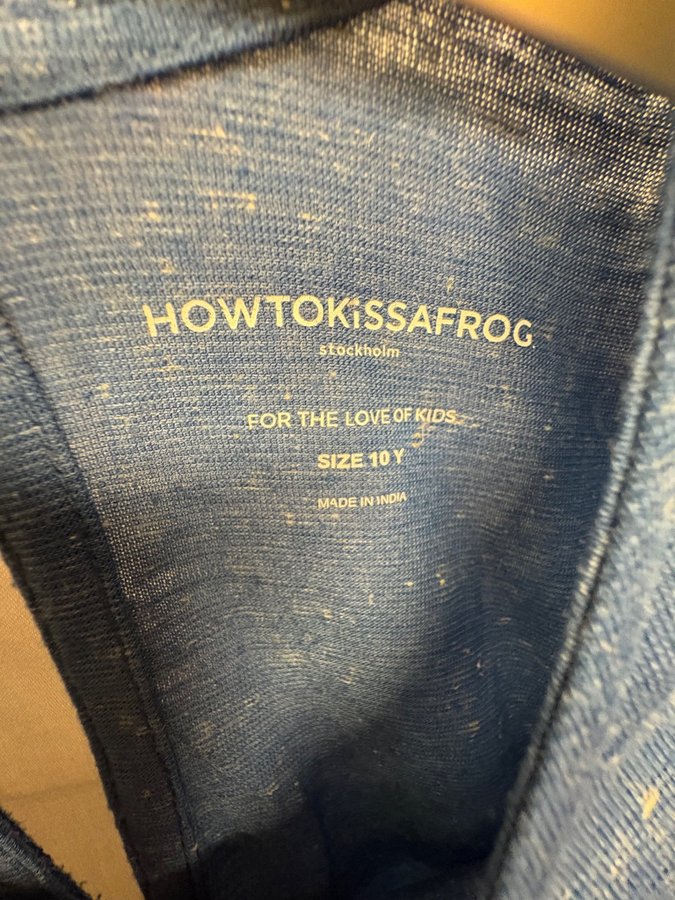 HOWTOKiSSAFROG
stockholm
FOR THE LOVE OF KIDS
SIZE 10 Y
MADE IN INDIA